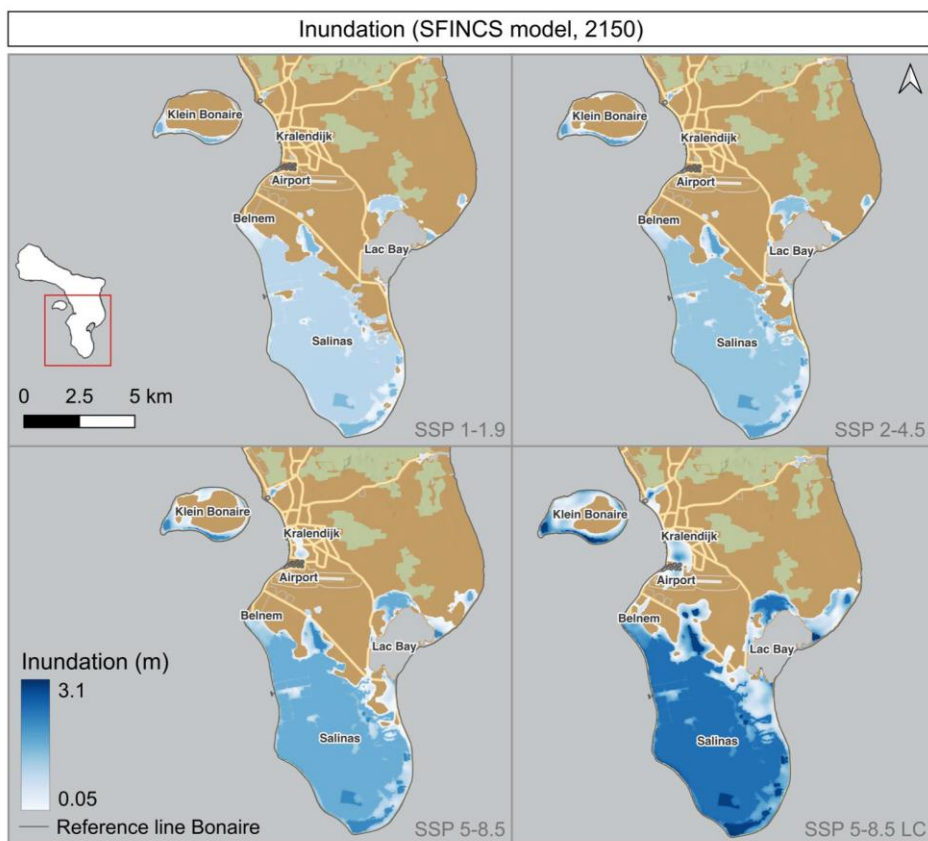 Inundation (SFINCS model, 2150)
Klein Bonaire
Kralendijk
Airport
Belnem
Lac Bay
Salinas
0 2.5 5 km
SSP 1-1.9
Klein Bonaire
Kralendijk
Airport
Belnem
Lac Bay
Salinas
SSP 2-4.5
Klein Bonaire
Kralendijk
Airport
Belnem
Lac Bay
Salinas
Inundation (m)
3.1
0.05
Reference line Bonaire
SSP 5-8.5
Klein Bonaire
Kralendijk
Airport
Belnem
Lac Bay
Salinas
SSP 5-8.5 LC